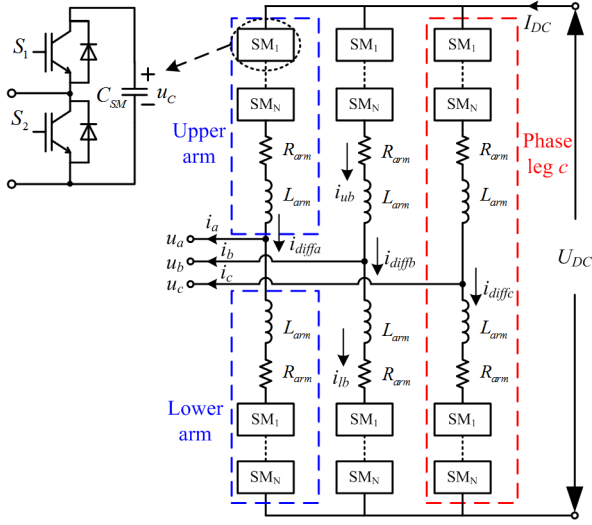 S1
S2
CSM
+
−
uC
SM1
SM1
SM1
IDC
SMN
SMN
SMN
Upper
arm
Rarm
Rarm
Rarm
Phase
leg c
iub
Larm
Larm
Larm
ia
ua
idiffa
ib
ub
idiffb
ic
uc
idiffc
UDC
Larm
Larm
Larm
ilb
Rarm
Rarm
Rarm
Lower
arm
SM1
SM1
SM1
SMN
SMN
SMN